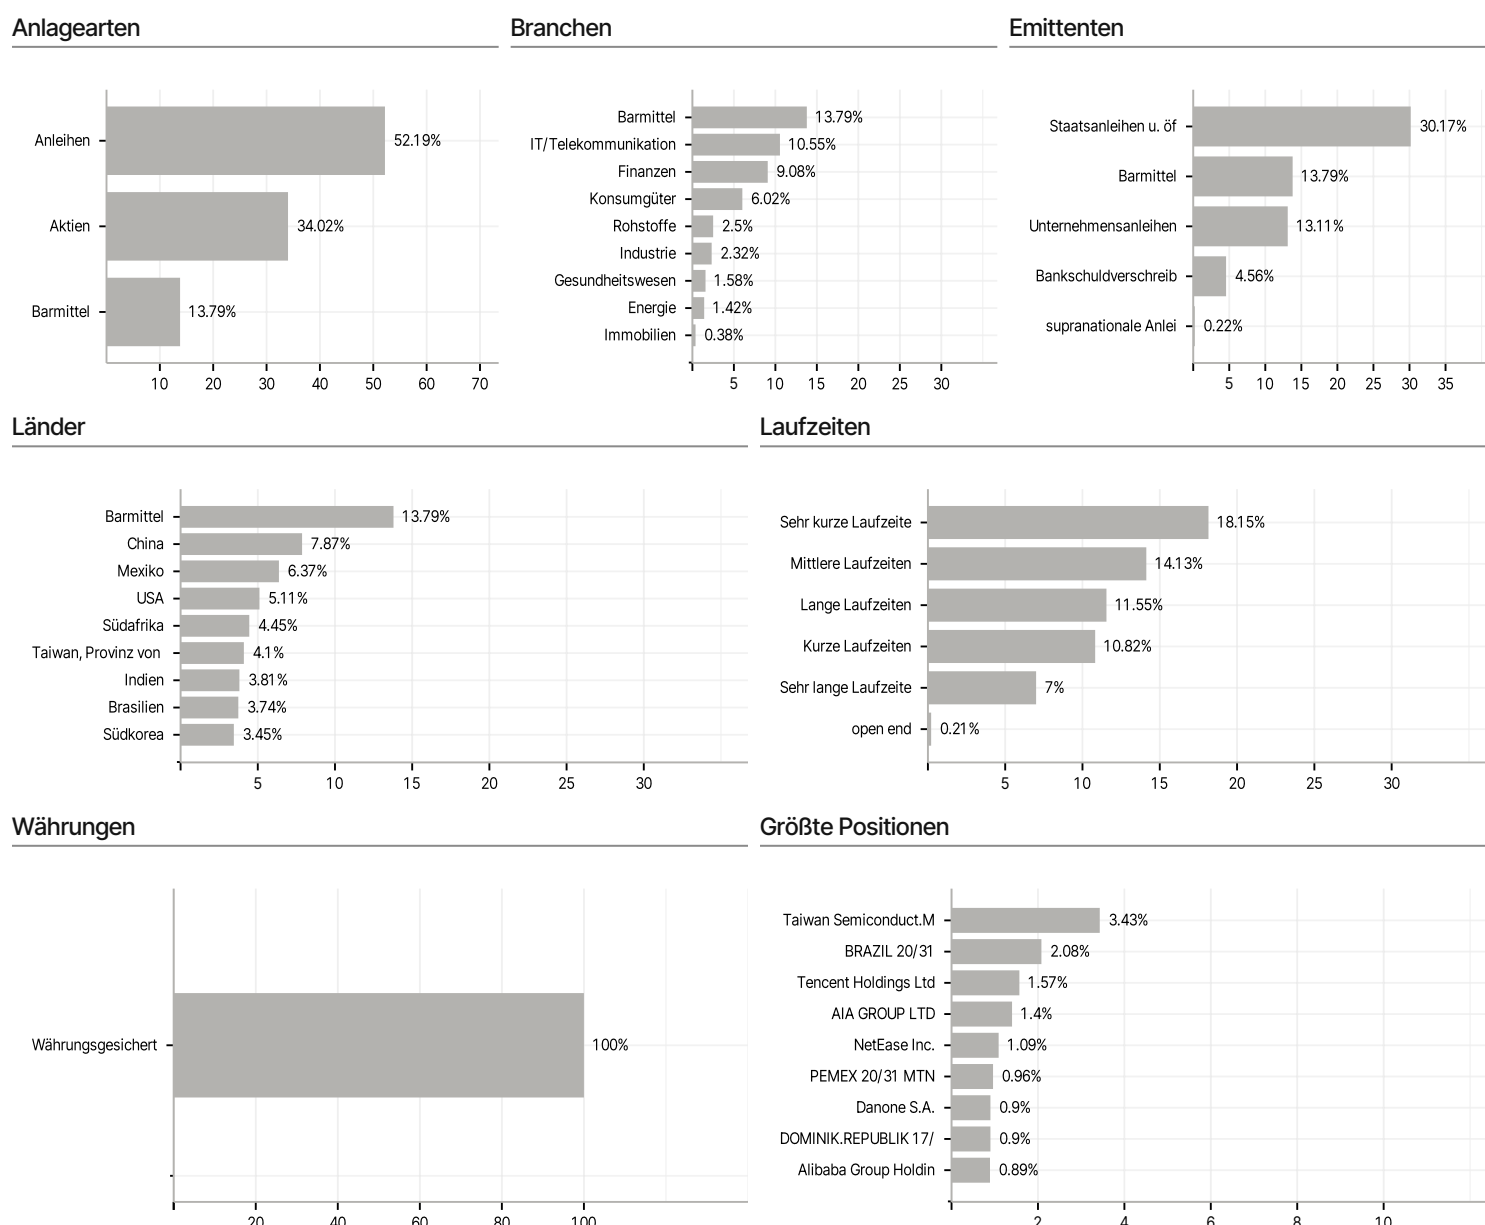 Anlagearten
Anleihen 52.19%
Aktien 34.02%
Barmittel 13.79%
10 20 30 40 50 60 70
Branchen
Barmittel 13.79%
IT/Telekommunikation 10.55%
Finanzen 9.08%
Konsumgüter 6.02%
Rohstoffe 2.5%
Industrie 2.32%
Gesundheitswesen 1.58%
Energie 1.42%
Immobilien 0.38%
5 10 15 20 25 30
Emittenten
Staatsanleihen u. öf 30.17%
Barmittel 13.79%
Unternehmensanleihen 13.11%
Bankschuldverschreib 4.56%
supranationale Anlei 0.22%
5 10 15 20 25 30 35
Länder
Barmittel 13.79%
China 7.87%
Mexiko 6.37%
USA 5.11%
Südafrika 4.45%
Taiwan, Provinz von 4.1%
Indien 3.81%
Brasilien 3.74%
Südkorea 3.45%
5 10 15 20 25 30
Laufzeiten
Sehr kurze Laufzeite 18.15%
Mittlere Laufzeiten 14.13%
Lange Laufzeiten 11.55%
Kurze Laufzeiten 10.82%
Sehr lange Laufzeite 7%
open end 0.21%
5 10 15 20 25 30
Währungen
Währungsgesichert 100%
20 40 60 80 100
Größte Positionen
Taiwan Semiconduct.M 3.43%
BRAZIL 20/31 2.08%
Tencent Holdings Ltd 1.57%
AIA GROUP LTD 1.4%
NetEase Inc. 1.09%
PEMEX 20/31 MTN 0.96%
Danone S.A. 0.9%
DOMINIK.REPUBLIK 17/ 0.9%
Alibaba Group Holdin 0.89%
2 4 6 8 10